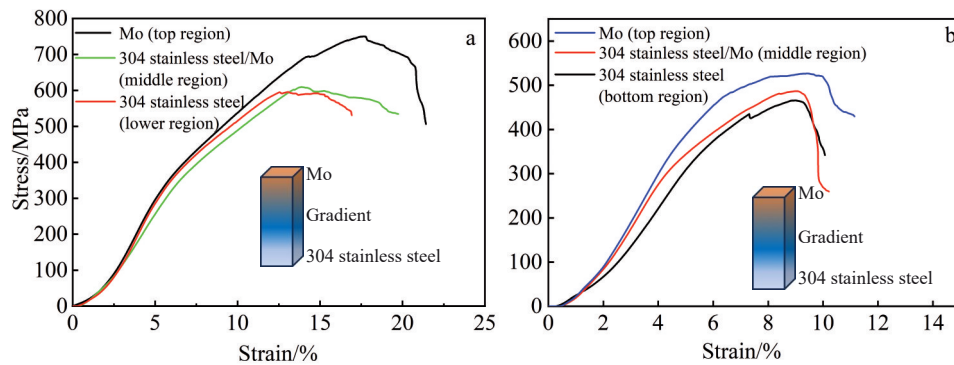 a
800
700
600
500
400
300
200
100
0
Stress/MPa
Mo (top region)
304 stainless steel/Mo
(middle region)
304 stainless steel
(lower region)
Mo
Gradient
304 stainless steel
0 5 10 15 20 25
Strain/%
b
600
500
400
300
200
100
0
Mo (top region)
304 stainless steel/Mo (middle region)
304 stainless steel
(bottom region)
Mo
Gradient
304 stainless steel
0 2 4 6 8 10 12 14
Strain/%